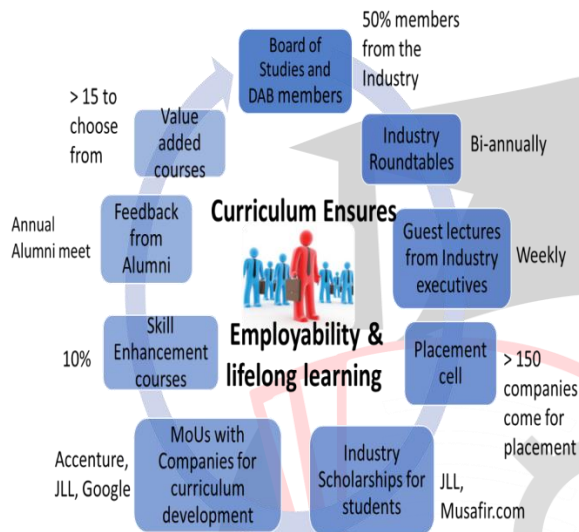 Board of
Studies and
DAB members
50% members
from the
Industry
Industry
Roundtables
Bi-annually
Guest lectures
from Industry
executives
Weekly
Placement
cell
> 150
companies
come for
placement
Industry
Scholarships for
students
JLL,
Musafir.com
MoUs with
Companies for
curriculum
development
Accenture,
JLL, Google
Skill
Enhancement
courses
10%
Feedback
from
Alumni
Annual
Alumni meet
Value
added
courses
> 15 to
choose
from
Curriculum Ensures
Employability &
lifelong learning